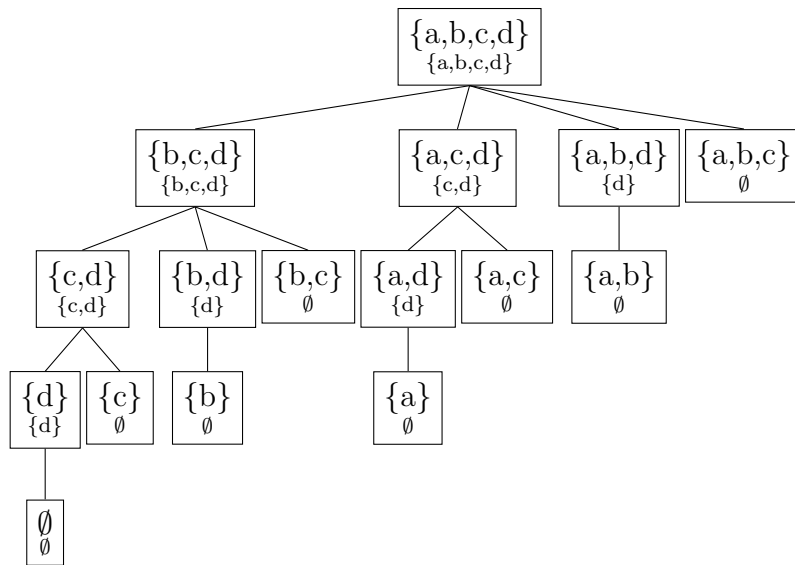 {a,b,c,d}
{a,b,c,d}
{b,c,d}
{b,c,d}
{a,c,d}
{c,d}
{a,b,d}
{d}
{a,b,c}
∅
{c,d}
{c,d}
{b,d}
{d}
{b,c}
∅
{a,d}
{d}
{a,c}
∅
{a,b}
∅
{d}
{d}
{c}
∅
{b}
∅
{a}
∅
∅
∅